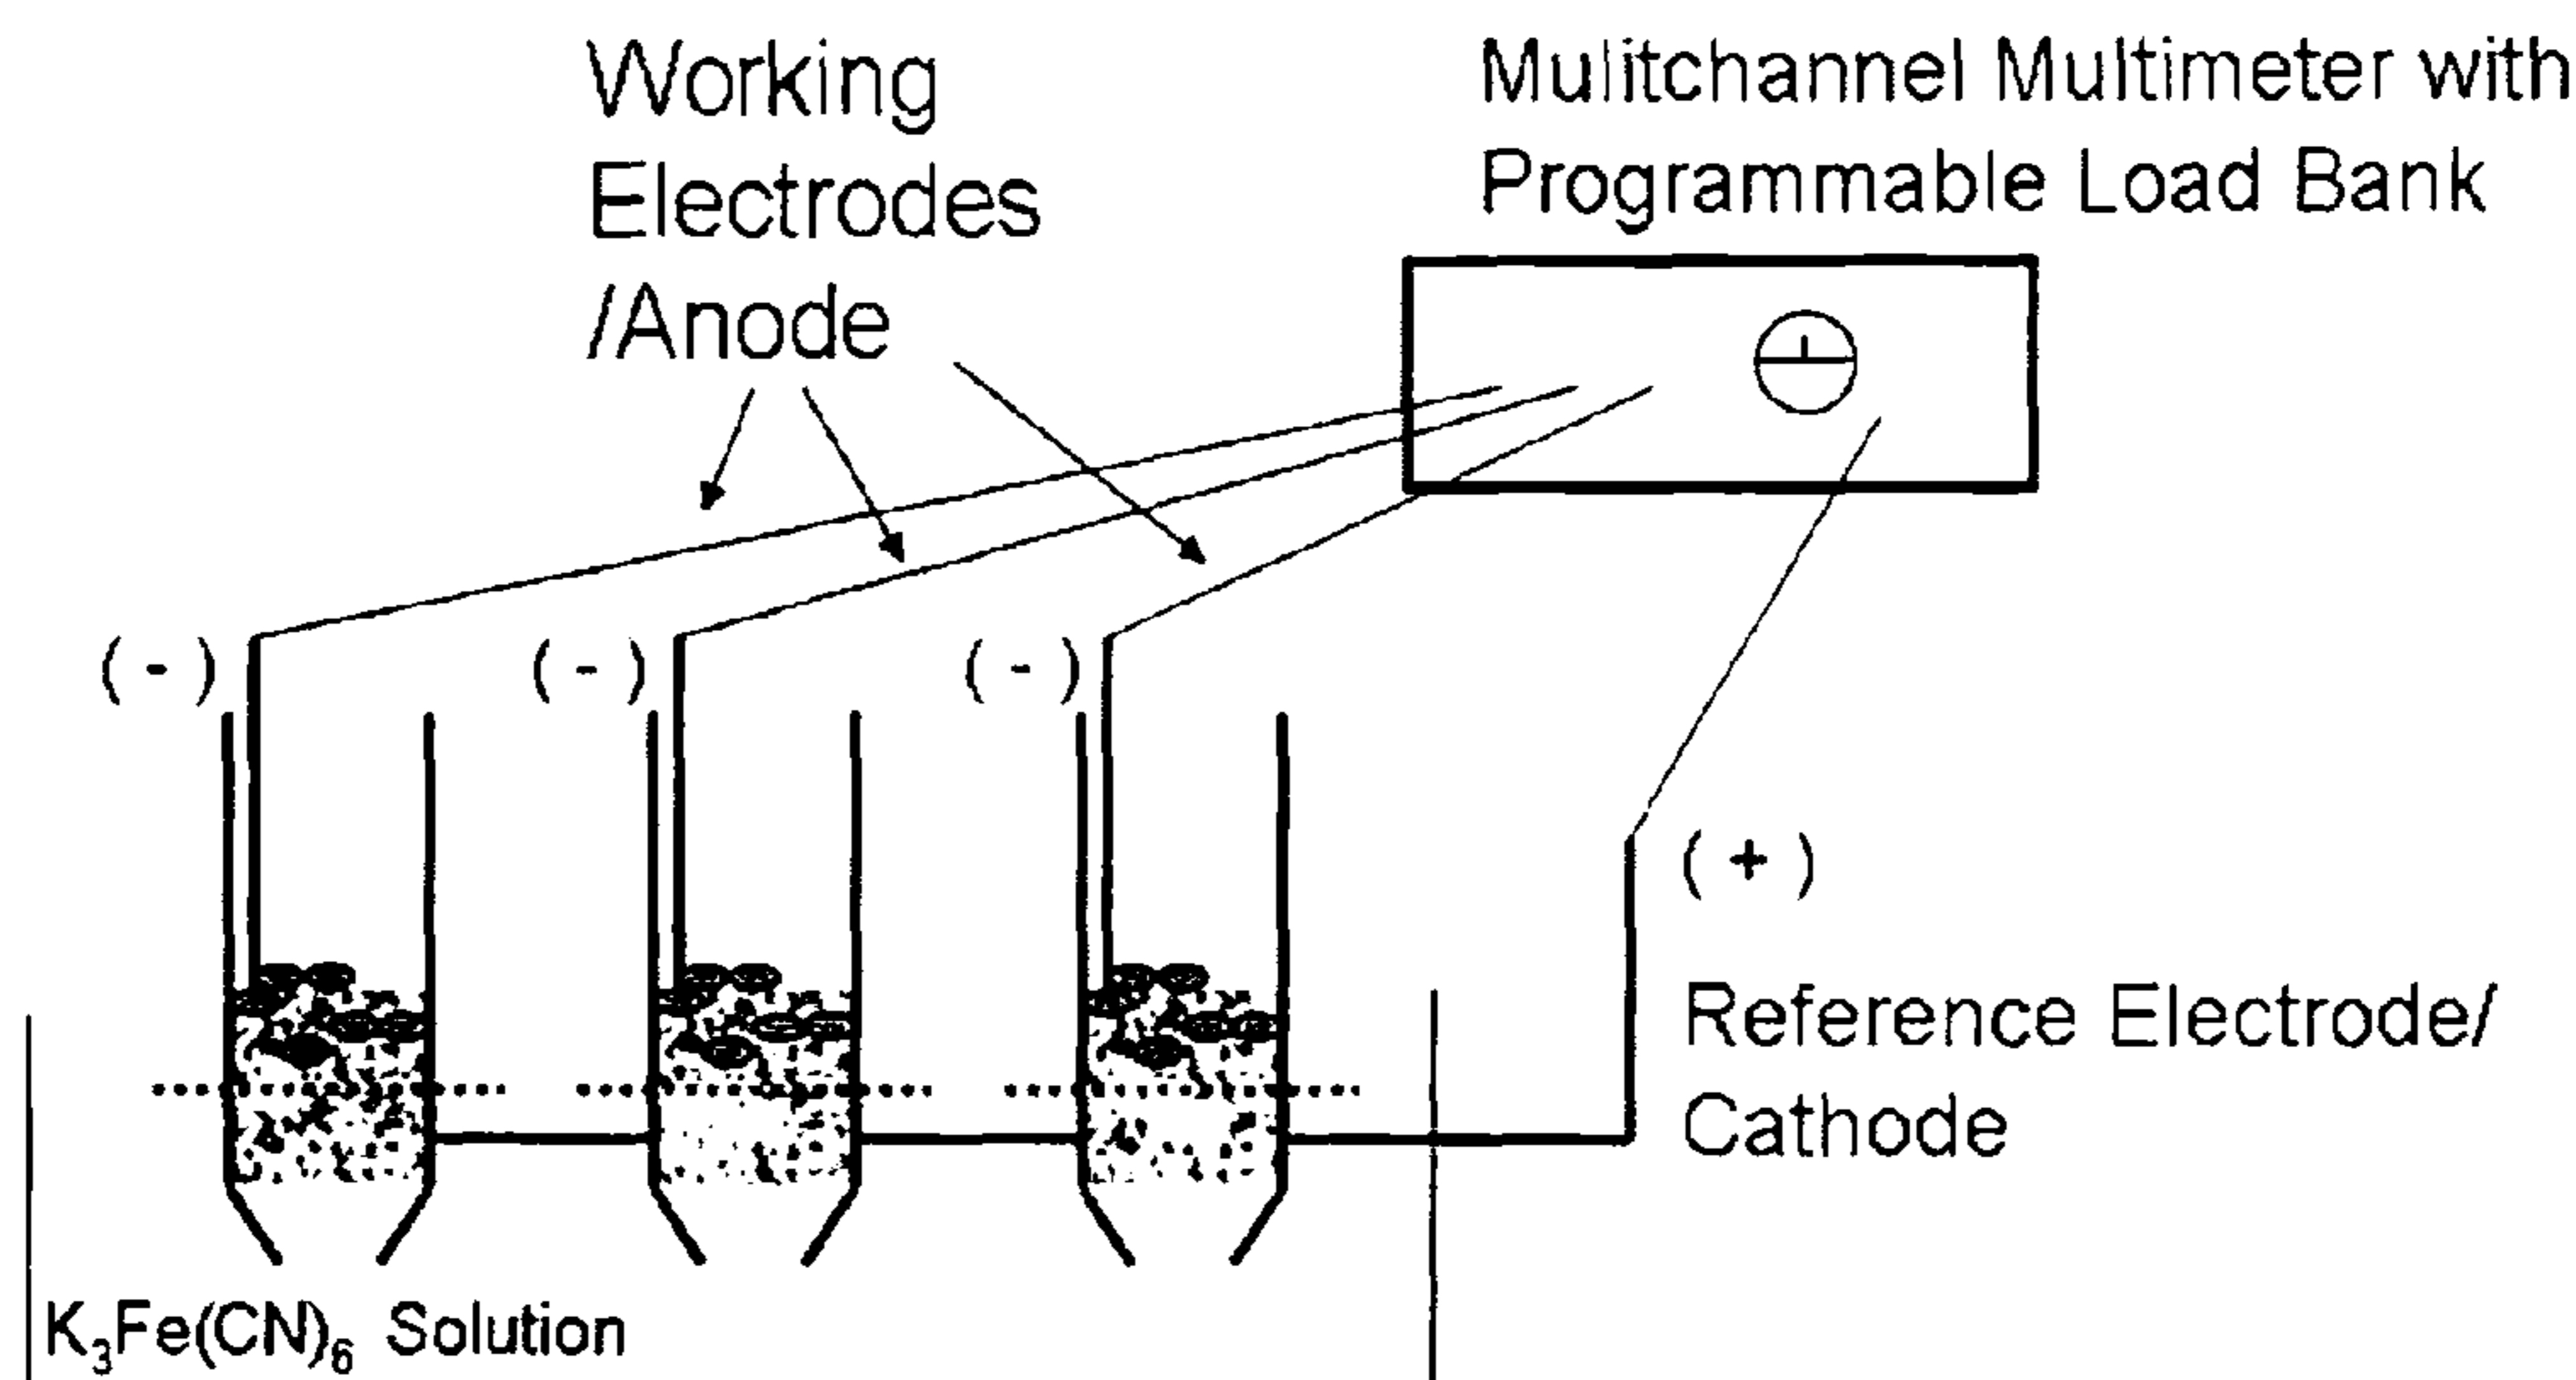 Working
Electrodes
/Anode
Mulitchannel Multimeter with
Programmable Load Bank
( - )
( - )
( - )
( + )
Reference Electrode/
Cathode
K₃Fe(CN)₆ Solution